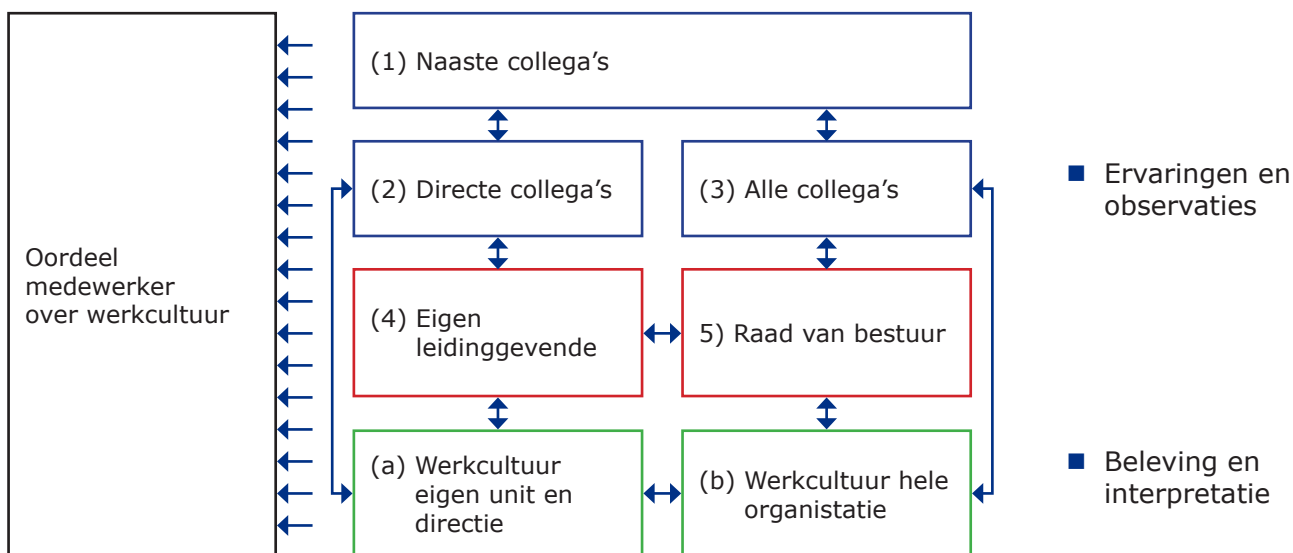 (1) Naaste collega's
(2) Directe collega's
(3) Alle collega's
Ervaringen en
observaties
Oordeel
medewerker
over werkcultuur
(4) Eigen
leidinggevende
5) Raad van bestuur
(a) Werkcultuur
eigen unit en
directie
(b) Werkcultuur hele
organistatie
Beleving en
interpretatie